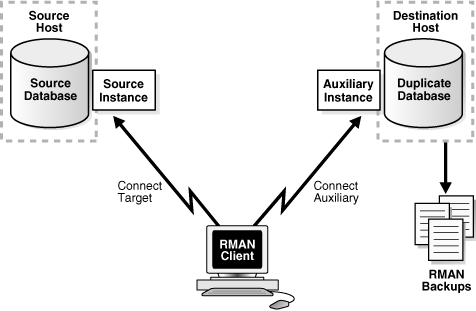 Source
Host
Source
Database
Source
Instance
Destination
Host
Auxiliary
Instance
Duplicate
Database
Connect
Target
Connect
Auxiliary
RMAN
Client
RMAN
Backups